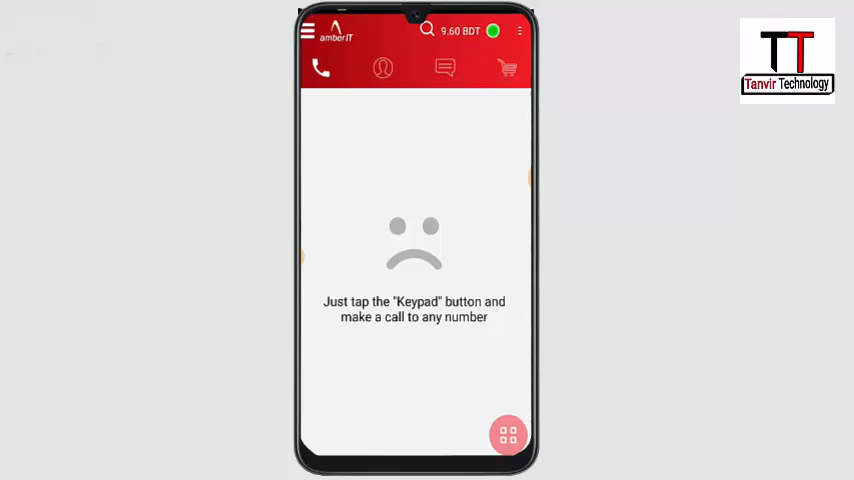 amberIT
9.60 BDT
TT
Tanvir Technology
Just tap the "Keypad" button and
make a call to any number